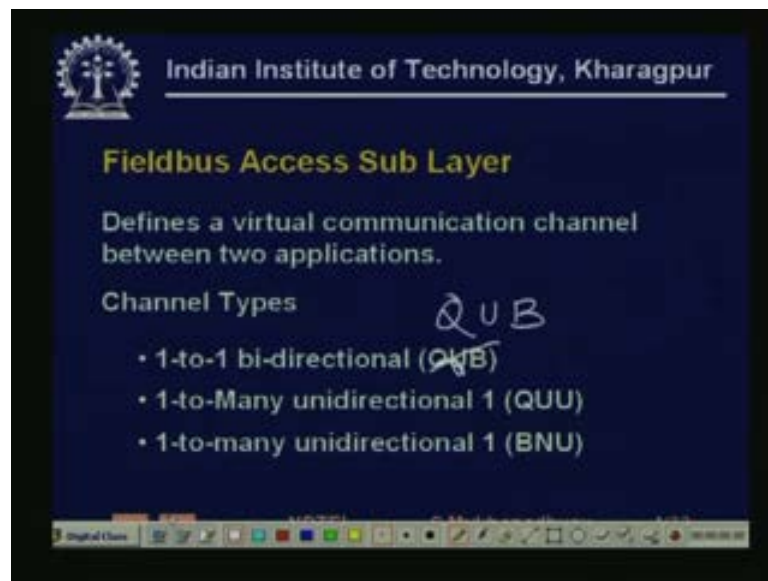 Indian Institute of Technology, Kharagpur
Fieldbus Access Sub Layer
Defines a virtual communication channel
between two applications.
Channel Types
QUB
• 1-to-1 bi-directional (QUB)
• 1-to-Many unidirectional 1 (QUU)
• 1-to-many unidirectional 1 (BNU)